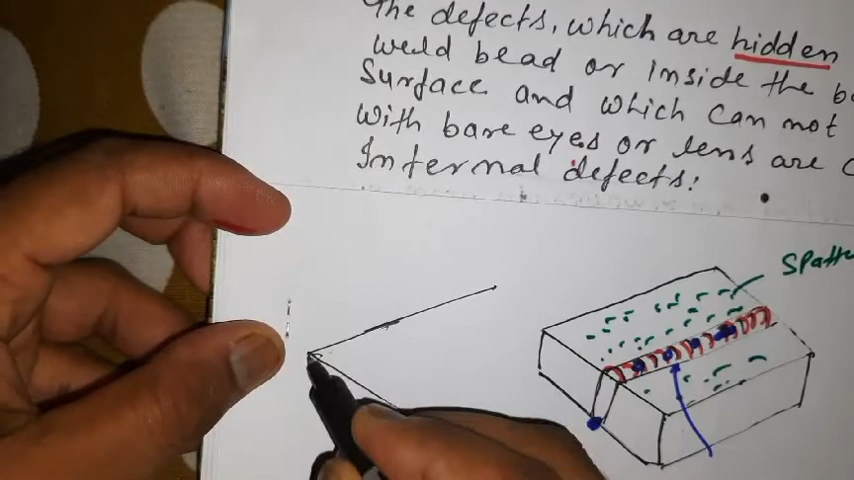 The defects, which are hidden
weld bead or inside the
Surface and which can not
with bare eyes or lens are
Internal defects: